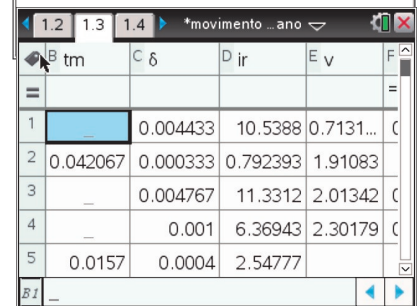 1.2 1.3 1.4 *movimento ...ano
B tm C δ D ir E v F
= =
1 _ 0.004433 10.5388 0.7131...
2 0.042067 0.000333 0.792393 1.91083
3 _ 0.004767 11.3312 2.01342
4 _ 0.001 6.36943 2.30179
5 0.0157 0.0004 2.54777
B1 _